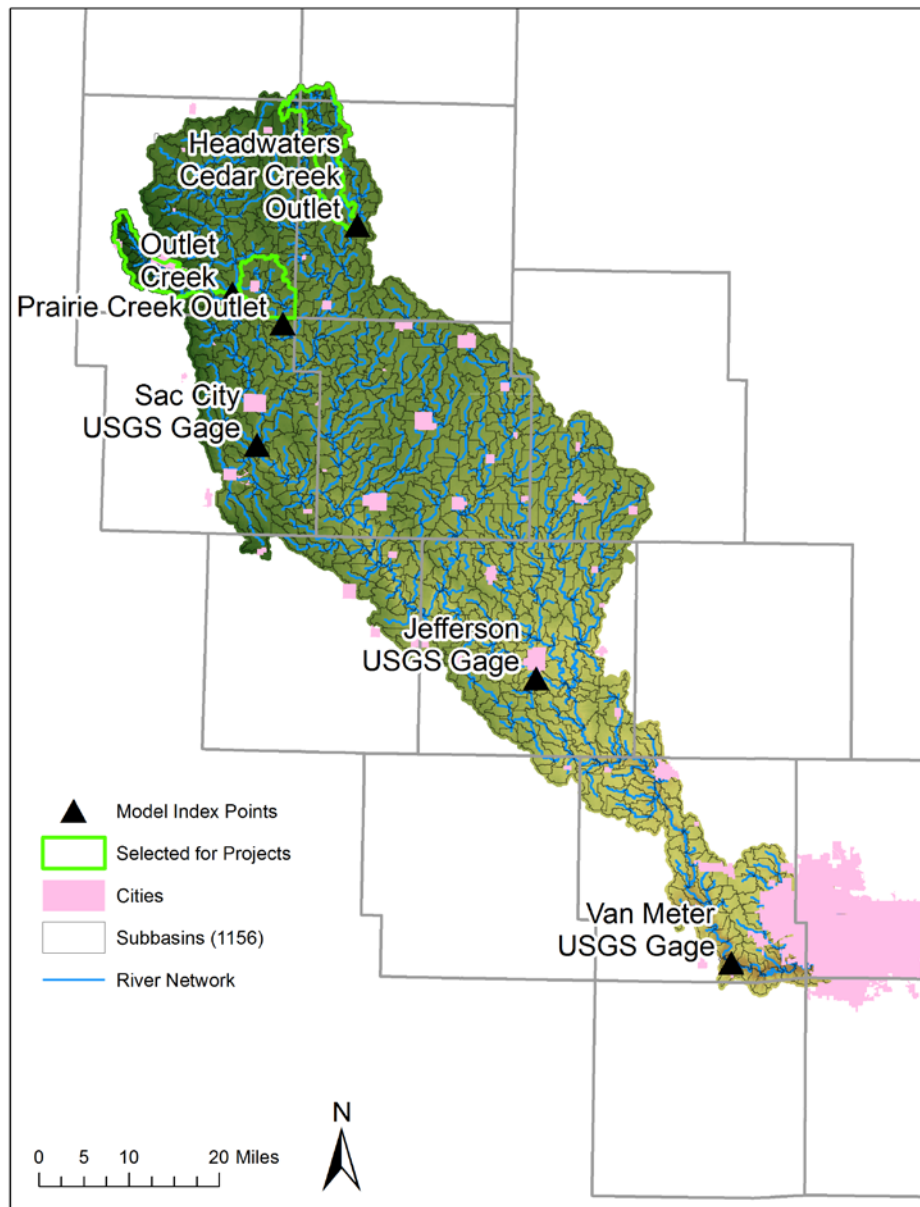 Headwaters
Cedar Creek
Outlet
Outlet
Creek
Prairie Creek Outlet
Sac City
USGS Gage
Jefferson
USGS Gage
Van Meter
USGS Gage
Model Index Points
Selected for Projects
Cities
Subbasins (1156)
River Network
N
0 5 10 20 Miles